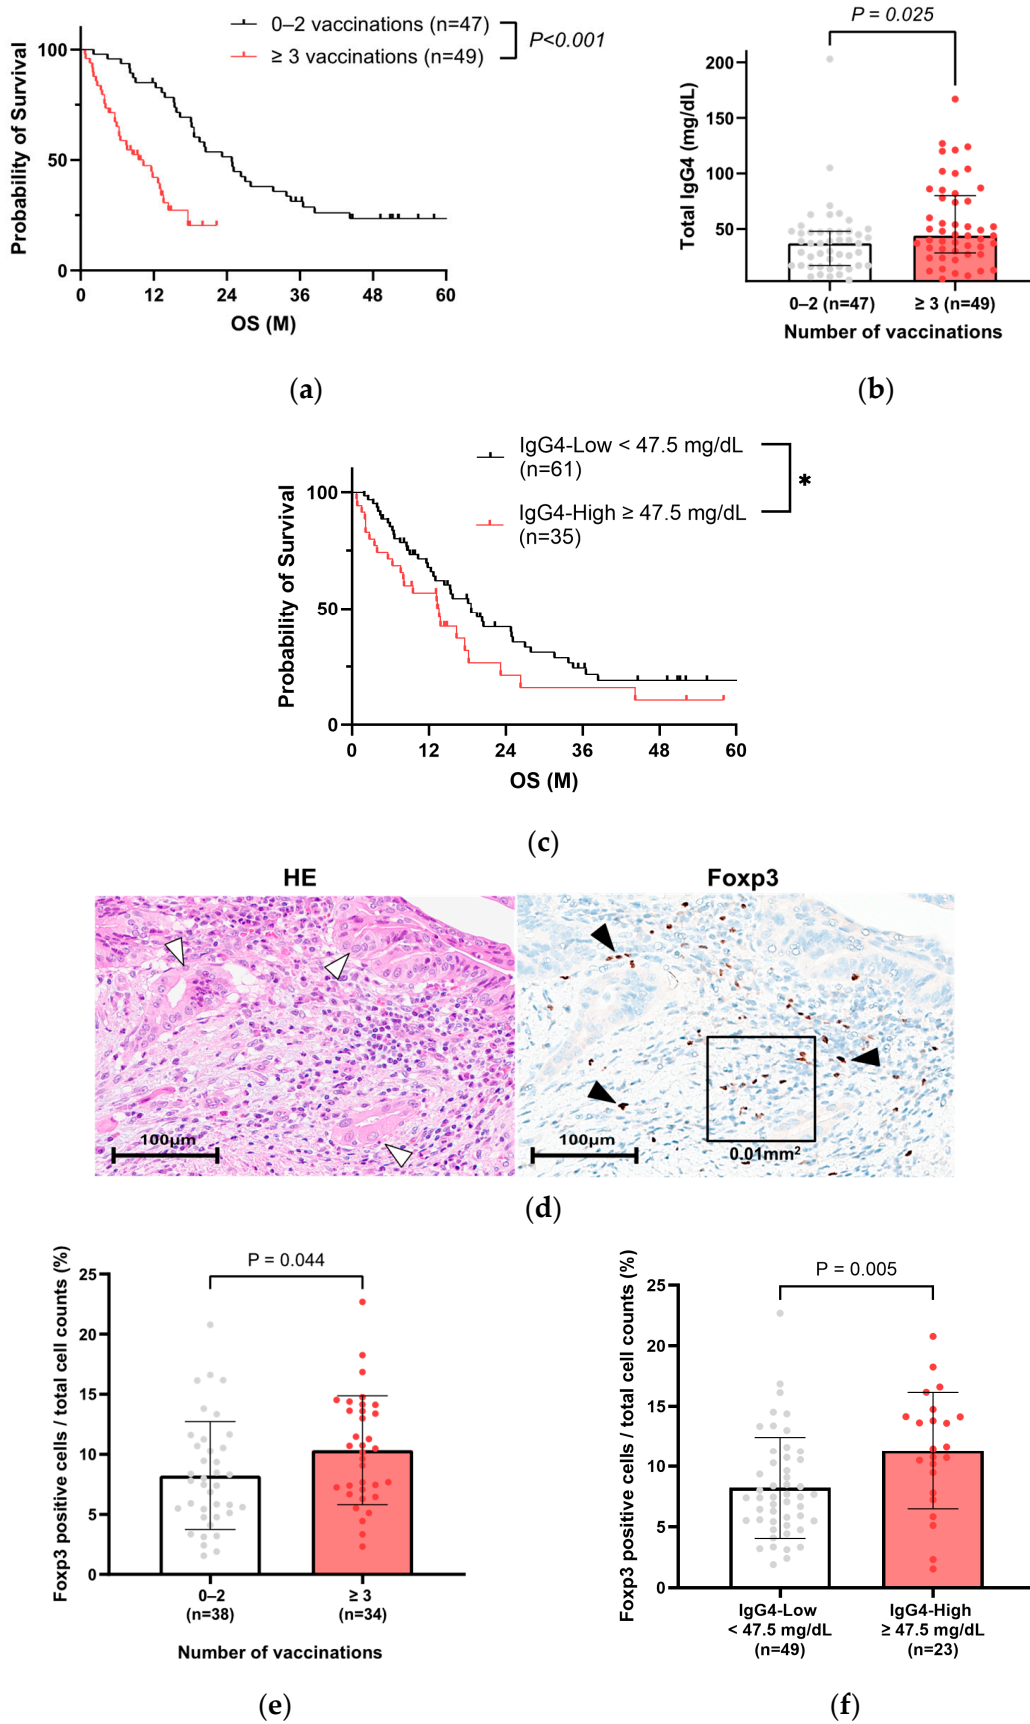 0–2 vaccinations (n=47)
≥ 3 vaccinations (n=49)
P<0.001
Probability of Survival
100
50
0
0 12 24 36 48 60
OS (M)
(a)
P = 0.025
Total IgG4 (mg/dL)
200
150
100
50
0–2 (n=47) ≥ 3 (n=49)
Number of vaccinations
(b)
IgG4-Low < 47.5 mg/dL
(n=61)
IgG4-High ≥ 47.5 mg/dL
(n=35)
*
Probability of Survival
100
50
0
0 12 24 36 48 60
OS (M)
(c)
HE
Foxp3
100μm
100μm
0.01mm²
(d)
P = 0.044
Foxp3 positive cells / total cell counts (%)
25
20
15
10
5
0
0–2 ≥ 3
(n=38) (n=34)
Number of vaccinations
(e)
P = 0.005
Foxp3 positive cells / total cell counts (%)
25
20
15
10
5
0
IgG4-Low IgG4-High
< 47.5 mg/dL ≥ 47.5 mg/dL
(n=49) (n=23)
(f)